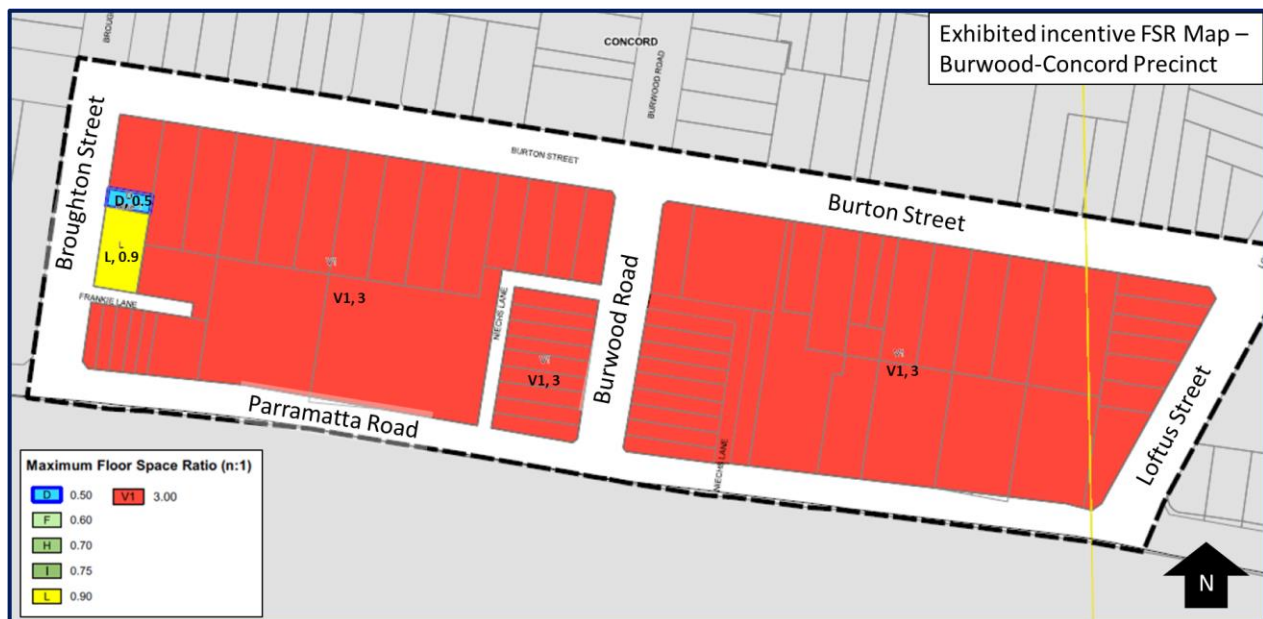 Exhibited incentive FSR Map –
Burwood-Concord Precinct
CONCORD
BURWOOD ROAD
BURTON STREET
Burton Street
Broughton Street
D, 0.5
L, 0.9
FRANKIE LANE
V1, 3
NIECHS LANE
V1, 3
Burwood Road
V1, 3
NIECHS LANE
Parramatta Road
Loftus Street
Maximum Floor Space Ratio (n:1)
D 0.50 V1 3.00
F 0.60
H 0.70
I 0.75
L 0.90
N